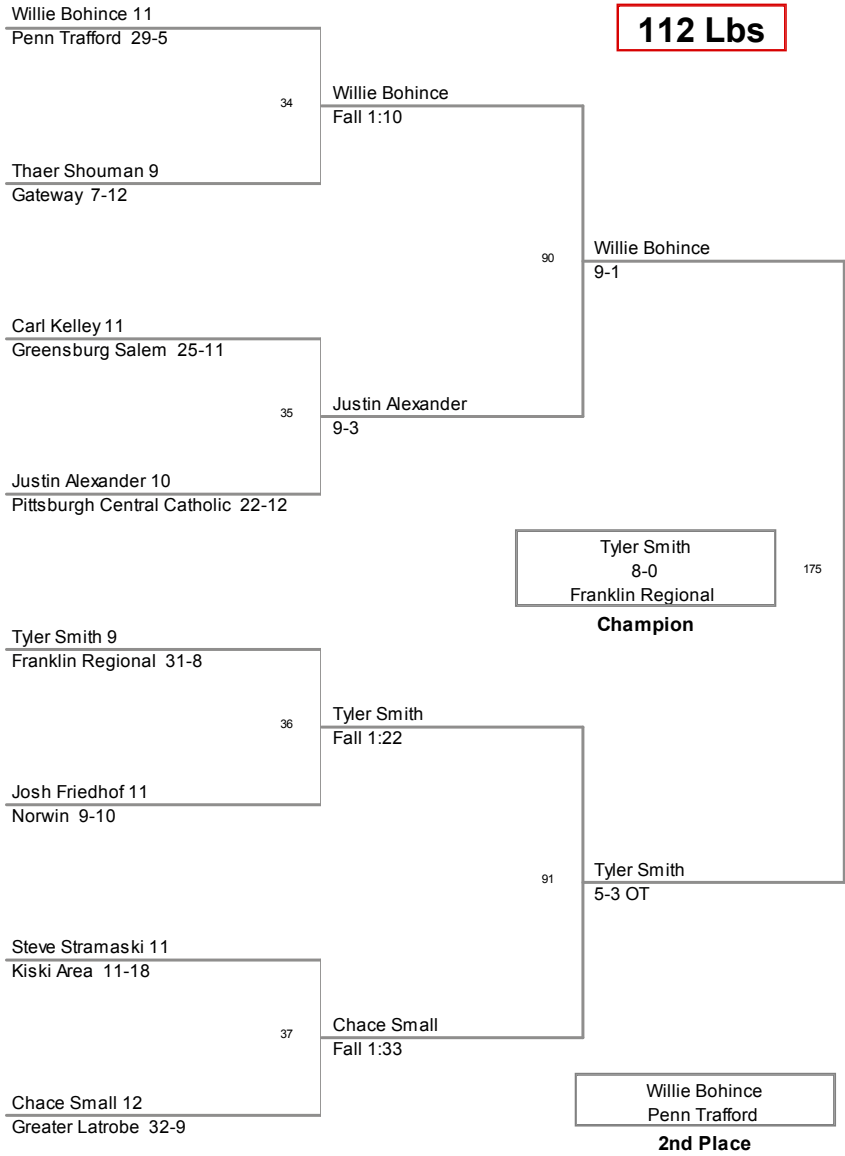 Willie Bohince 11
112 Lbs
Penn Trafford 29-5
34
Willie Bohince
Fall 1:10
Thaer Shouman 9
Gateway 7-12
90
Willie Bohince
9-1
Carl Kelley 11
Greensburg Salem 25-11
35
Justin Alexander
9-3
Justin Alexander 10
Pittsburgh Central Catholic 22-12
Tyler Smith
8-0
Franklin Regional
175
Champion
Tyler Smith 9
Franklin Regional 31-8
36
Tyler Smith
Fall 1:22
Josh Friedhof 11
Norwin 9-10
91
Tyler Smith
5-3 OT
Steve Stramaski 11
Kiski Area 11-18
37
Chace Small
Fall 1:33
Chace Small 12
Greater Latrobe 32-9
Willie Bohince
Penn Trafford
2nd Place